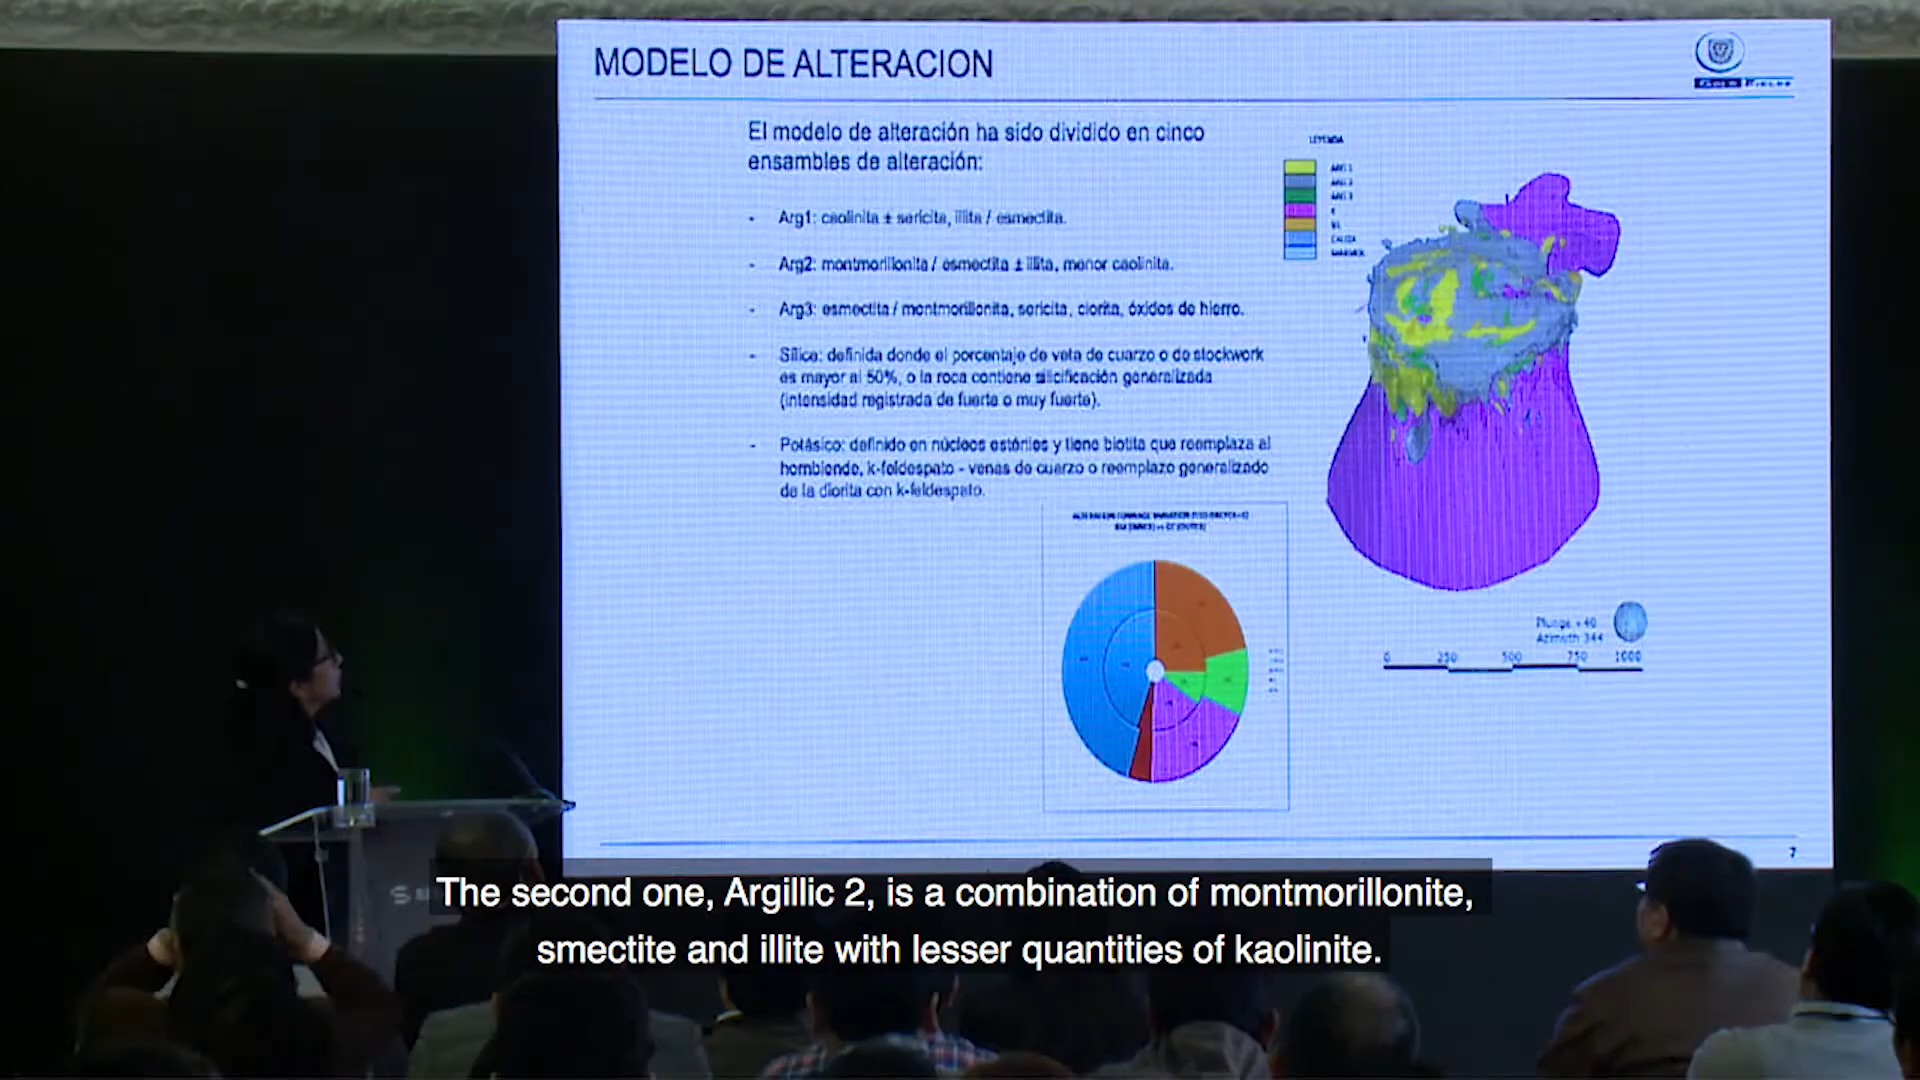 MODELO DE ALTERACION
GOLD FIELDS
El modelo de alteración ha sido dividido en cinco
ensambles de alteración:
- Arg1: caolinita ± sericita, illita / esmectita.
- Arg2: montmorillonita / esmectita ± illita, menor caolinita.
- Arg3: esmectita / montmorillonita, sericita, clorita, óxidos de hierro.
- Sílice: definida donde el porcentaje de veta de cuarzo o de stockwork
es mayor al 50%, o la roca contiene silicificación generalizada
(intensidad registrada de fuerte o muy fuerte).
- Potásico: definido en núcleos estériles y tiene biotita que reemplaza al
hornblende, k-feldespato - venas de cuarzo o reemplazo generalizado
de la diorita con k-feldespato.
LEYENDA
ARG 1
ARG 2
ARG 3
K
SIL
CALIZA
MARMOL
Plunge +40
Azimuth 344
0 250 500 750 1000
7
The second one, Argillic 2, is a combination of montmorillonite,
smectite and illite with lesser quantities of kaolinite.